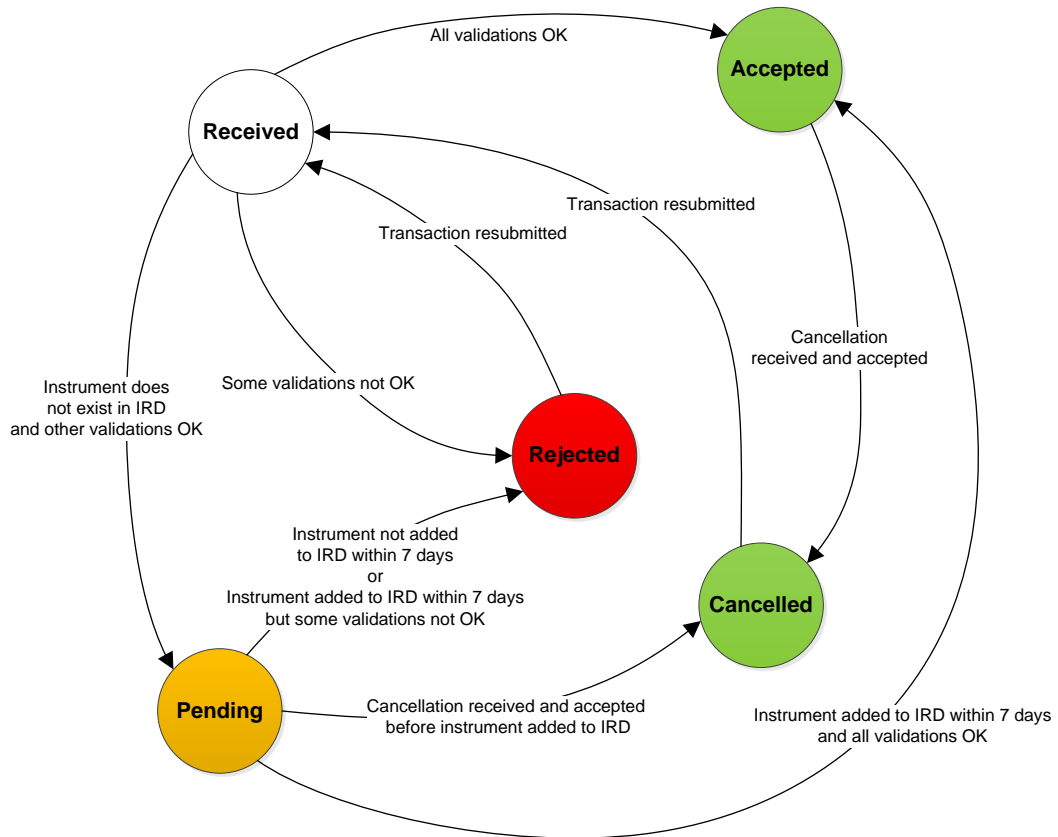 All validations OK
Accepted
Received
Transaction resubmitted
Transaction resubmitted
Cancellation
received and accepted
Instrument does
not exist in IRD
and other validations OK
Some validations not OK
Rejected
Instrument not added
to IRD within 7 days
or
Instrument added to IRD within 7 days
but some validations not OK
Cancelled
Pending
Cancellation received and accepted
before instrument added to IRD
Instrument added to IRD within 7 days
and all validations OK